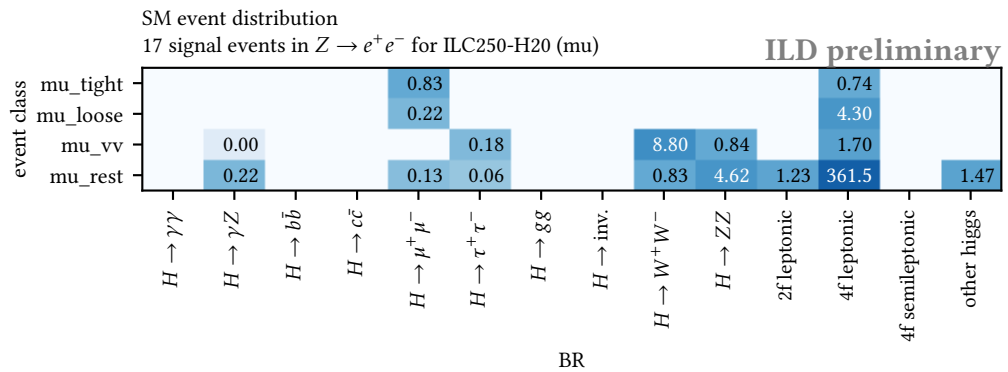 SM event distribution
17 signal events in Z → e⁺e⁻ for ILC250-H20 (mu)
ILD preliminary
event class
mu_tight 0.83 0.74
mu_loose 0.22 4.30
mu_vv 0.00 0.18 8.80 0.84 1.70
mu_rest 0.22 0.13 0.06 0.83 4.62 1.23 361.5 1.47
H → γγ
H → γZ
H → bb̄
H → cc̄
H → μ⁺μ⁻
H → τ⁺τ⁻
H → gg
H → inv.
H → W⁺W⁻
H → ZZ
2f leptonic
4f leptonic
4f semileptonic
other higgs
BR